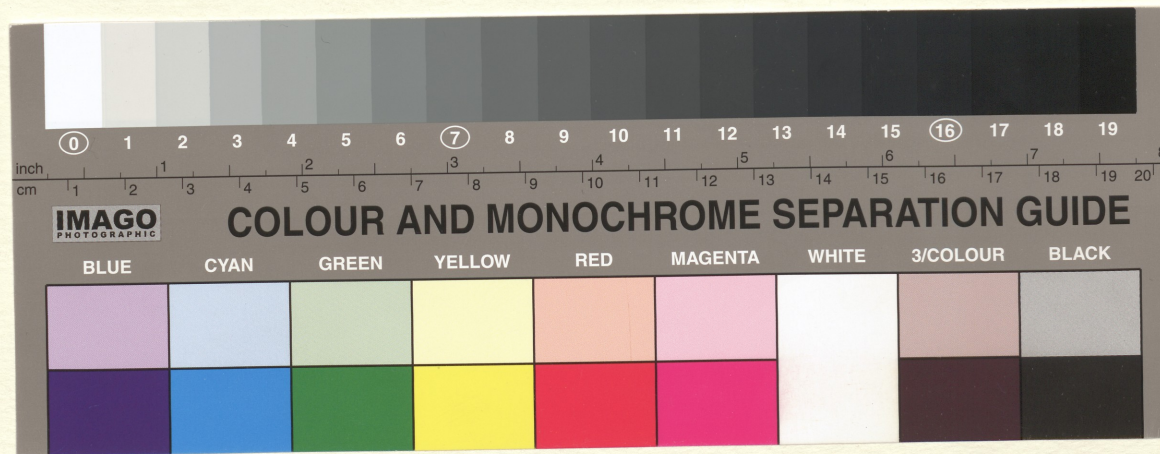 0 1 2 3 4 5 6 7 8 9 10 11 12 13 14 15 16 17 18 19
inch 1 2 3 4 5 6 7
cm 1 2 3 4 5 6 7 8 9 10 11 12 13 14 15 16 17 18 19 20
IMAGO
PHOTOGRAPHIC
COLOUR AND MONOCHROME SEPARATION GUIDE
BLUE CYAN GREEN YELLOW RED MAGENTA WHITE 3/COLOUR BLACK